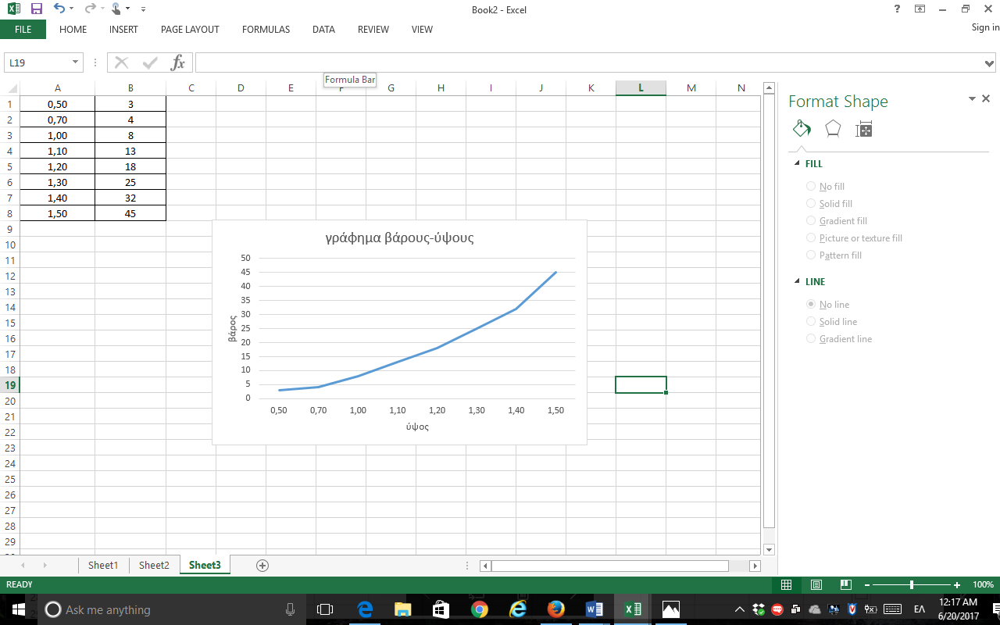 Book2 - Excel
FILE HOME INSERT PAGE LAYOUT FORMULAS DATA REVIEW VIEW
Sign in
L19
fx
Formula Bar
A B C D E F G H I J K L M N
1 0,50 3
2 0,70 4
3 1,00 8
4 1,10 13
5 1,20 18
6 1,30 25
7 1,40 32
8 1,50 45
9
10
11
12
13
14
15
16
17
18
19
20
21
22
23
24
25
26
27
28
29
γράφημα βάρους-ύψους
50
45
40
35
30
25
20
15
10
5
0
βάρος
0,50 0,70 1,00 1,10 1,20 1,30 1,40 1,50
ύψος
Format Shape
FILL
No fill
Solid fill
Gradient fill
Picture or texture fill
Pattern fill
LINE
No line
Solid line
Gradient line
Sheet1 Sheet2 Sheet3
READY
100%
Ask me anything
ΕΛ
12:17 AM
6/20/2017